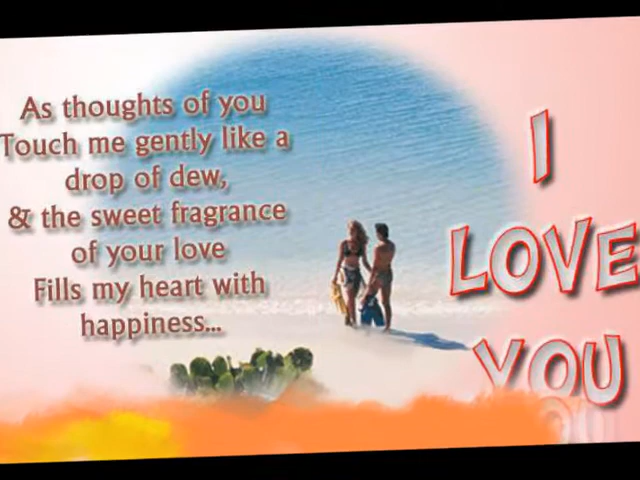 As thoughts of you
Touch me gently like a
drop of dew,
& the sweet fragrance
of your love
Fills my heart with
happiness...
I
LOVE
YOU